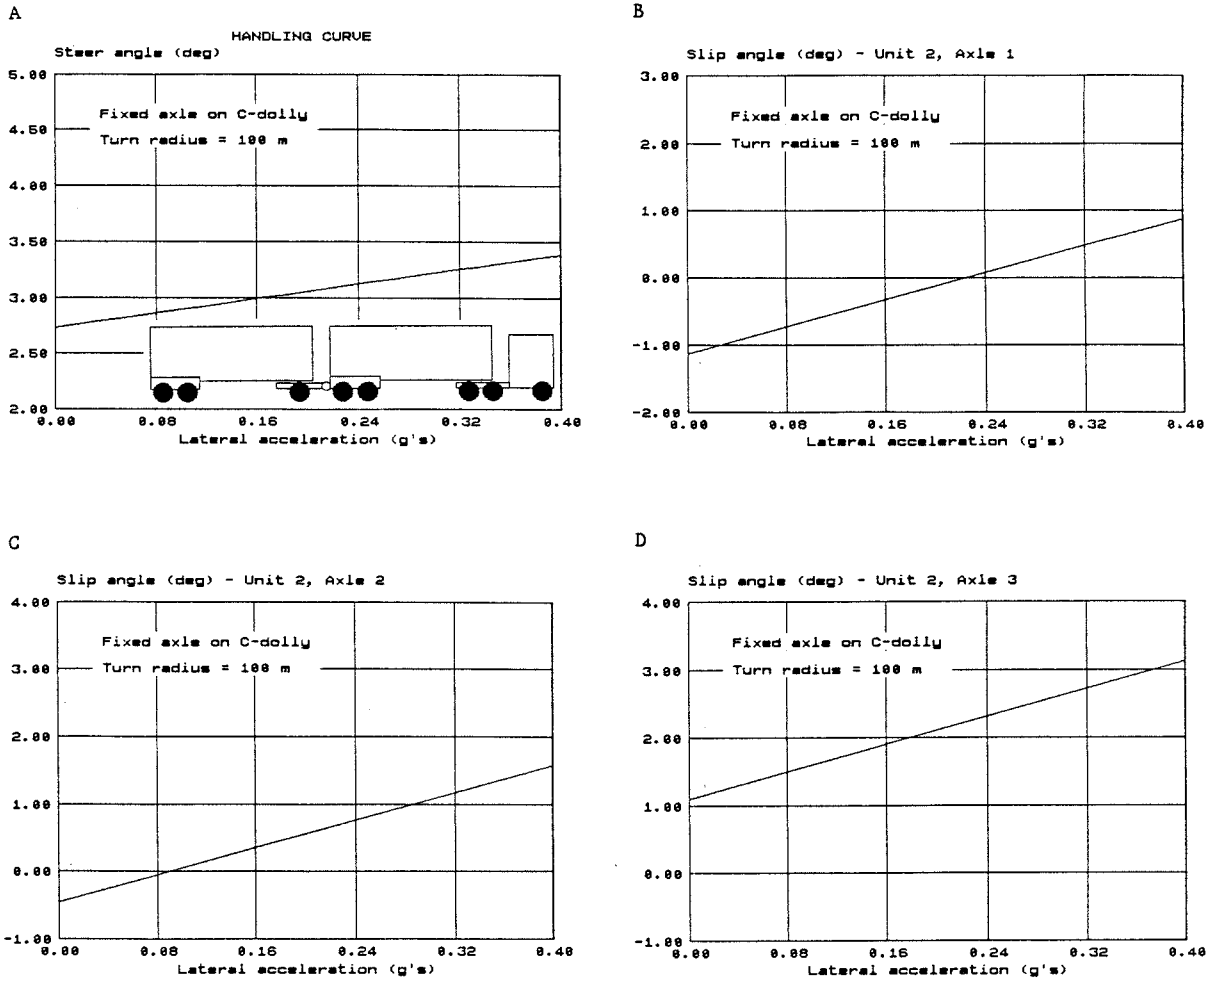 A
HANDLING CURVE
Steer angle (deg)
5.00
Fixed axle on C-dolly
4.50
Turn radius = 100 m
4.00
3.50
3.00
2.50
2.00
0.00 0.08 0.16 0.24 0.32 0.40
Lateral acceleration (g's)
B
Slip angle (deg) - Unit 2, Axle 1
3.00
Fixed axle on C-dolly
2.00
Turn radius = 100 m
1.00
0.00
-1.00
-2.00
0.00 0.08 0.16 0.24 0.32 0.40
Lateral acceleration (g's)
C
Slip angle (deg) - Unit 2, Axle 2
4.00
Fixed axle on C-dolly
3.00
Turn radius = 100 m
2.00
1.00
0.00
-1.00
0.00 0.08 0.16 0.24 0.32 0.40
Lateral acceleration (g's)
D
Slip angle (deg) - Unit 2, Axle 3
4.00
Fixed axle on C-dolly
3.00
Turn radius = 100 m
2.00
1.00
0.00
-1.00
0.00 0.08 0.16 0.24 0.32 0.40
Lateral acceleration (g's)